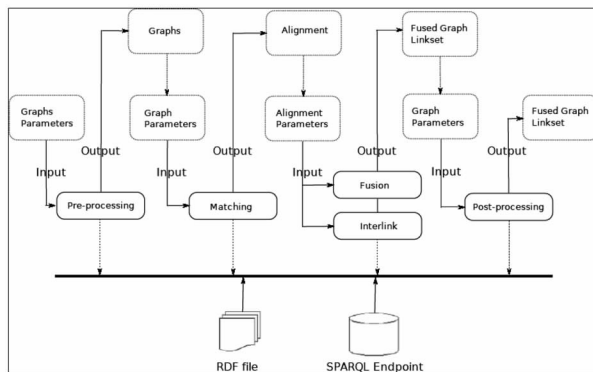 Graphs
Alignment
Fused Graph
Linkset
Graphs
Parameters
Graph
Parameters
Alignment
Parameters
Graph
Parameters
Fused Graph
Linkset
Output
Output
Output
Output
Input
Input
Input
Input
Pre-processing
Matching
Fusion
Interlink
Post-processing
RDF file
SPARQL Endpoint